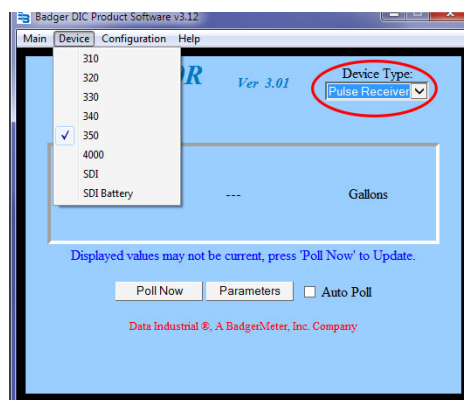 Badger DIC Product Software v3.12
Main Device Configuration Help
310
320
330
340
350
4000
SDI
SDI Battery
Ver 3.01
Device Type:
Pulse Receiver
--- Gallons
Displayed values may not be current, press 'Poll Now' to Update.
Poll Now Parameters Auto Poll
Data Industrial ®, A BadgerMeter, Inc. Company